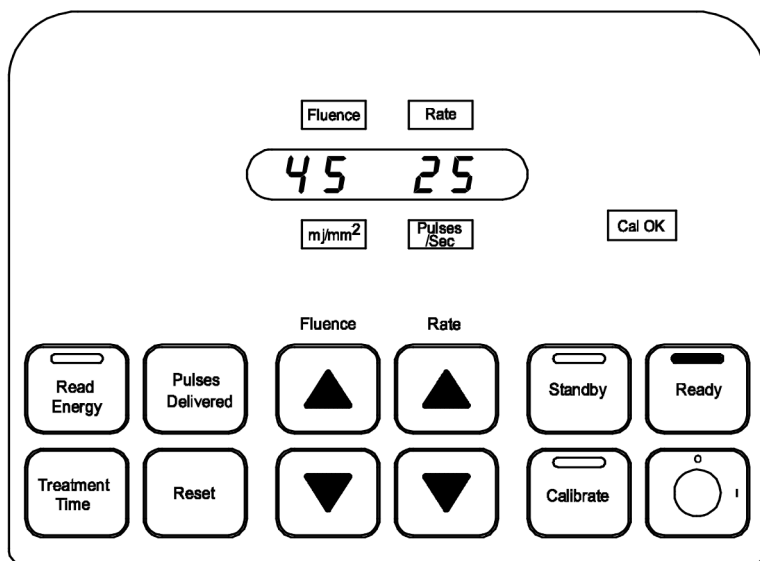 Fluence Rate
45 25
mj/mm² Pulses
/Sec
Cal OK
Fluence Rate
Read
Energy
Pulses
Delivered
Standby
Ready
Treatment
Time
Reset
Calibrate
O
I